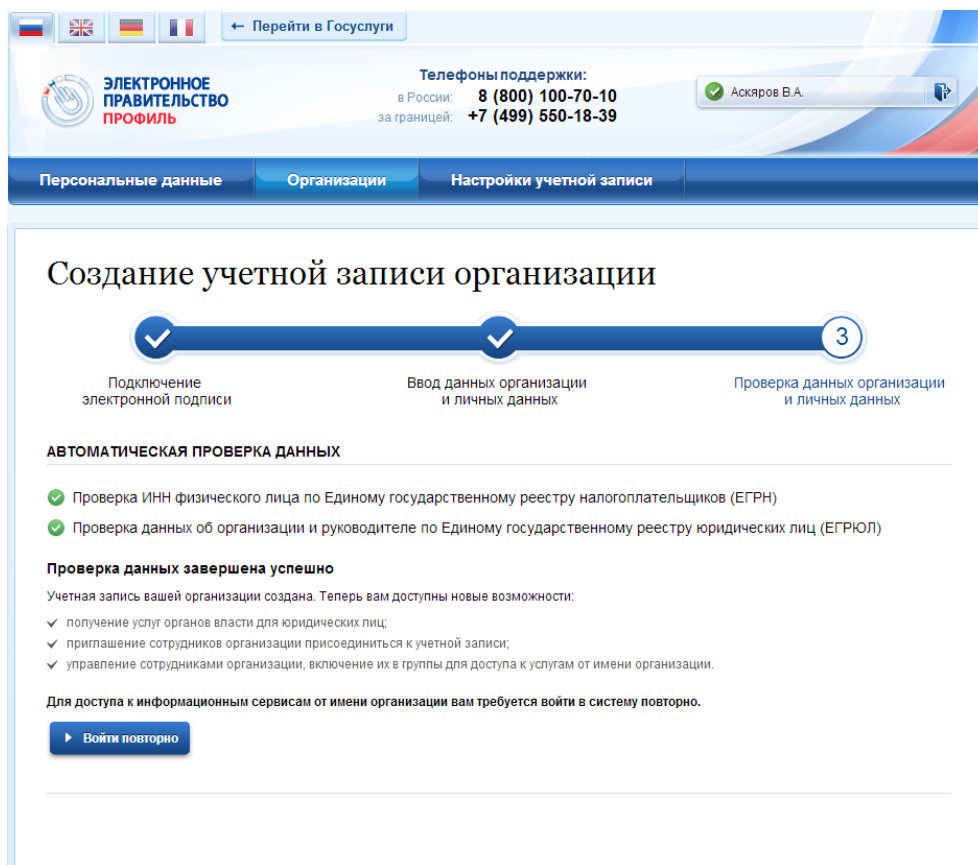 ← Перейти в Госуслуги
ЭЛЕКТРОННОЕ
ПРАВИТЕЛЬСТВО
ПРОФИЛЬ
Телефоны поддержки:
в России: 8 (800) 100-70-10
за границей: +7 (499) 550-18-39
Аскяров В.А.
Персональные данные Организации Настройки учетной записи
Создание учетной записи организации
3
Подключение
электронной подписи
Ввод данных организации
и личных данных
Проверка данных организации
и личных данных
АВТОМАТИЧЕСКАЯ ПРОВЕРКА ДАННЫХ
Проверка ИНН физического лица по Единому государственному реестру налогоплательщиков (ЕГРН)
Проверка данных об организации и руководителе по Единому государственному реестру юридических лиц (ЕГРЮЛ)
Проверка данных завершена успешно
Учетная запись вашей организации создана. Теперь вам доступны новые возможности:
получение услуг органов власти для юридических лиц;
приглашение сотрудников организации присоединиться к учетной записи;
управление сотрудниками организации, включение их в группы для доступа к услугам от имени организации.
Для доступа к информационным сервисам от имени организации вам требуется войти в систему повторно.
Войти повторно